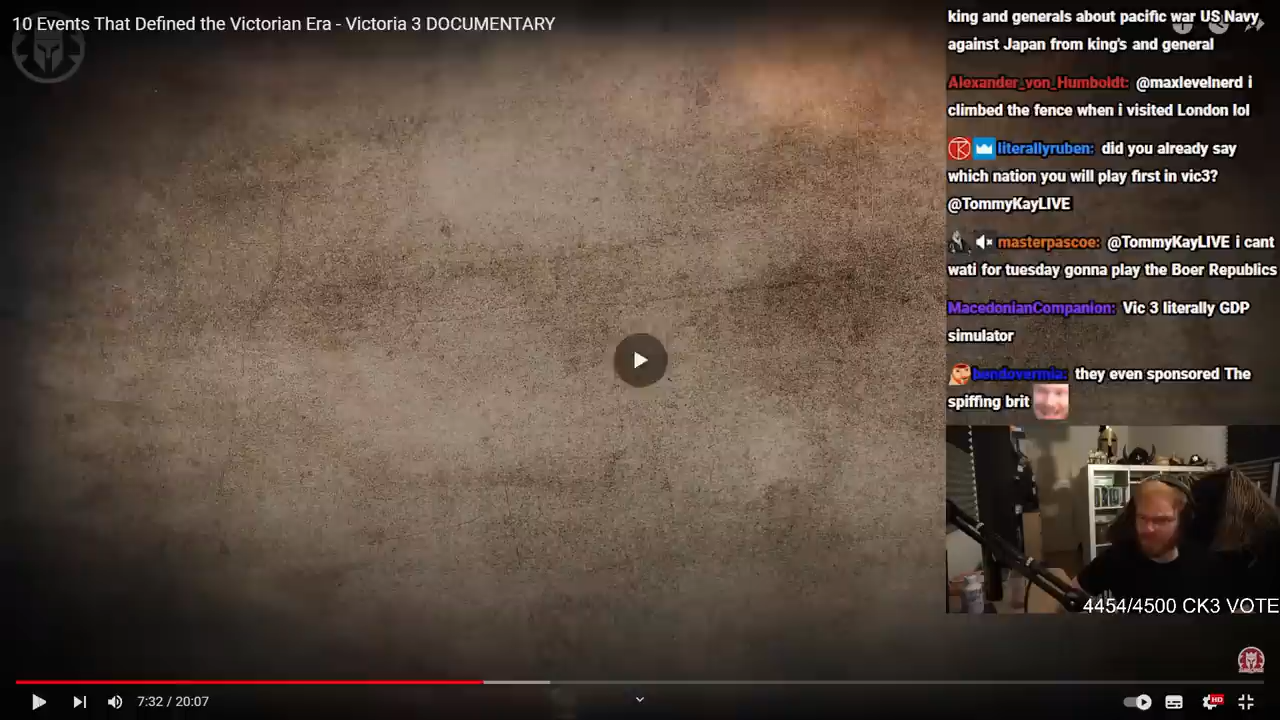 10 Events That Defined the Victorian Era - Victoria 3 DOCUMENTARY
king and generals about pacific war US Navy
against Japan from king's and general
Alexander_von_Humboldt: @maxlevelnerd i
climbed the fence when i visited London lol
literallyruben: did you already say
which nation you will play first in vic3?
@TommyKayLIVE
masterpascoe: @TommyKayLIVE i cant
wati for tuesday gonna play the Boer Republics
MacedonianCompanion: Vic 3 literally GDP
simulator
bendovermia: they even sponsored The
spiffing brit
4454/4500 CK3 VOTE
7:32 / 20:07
HD